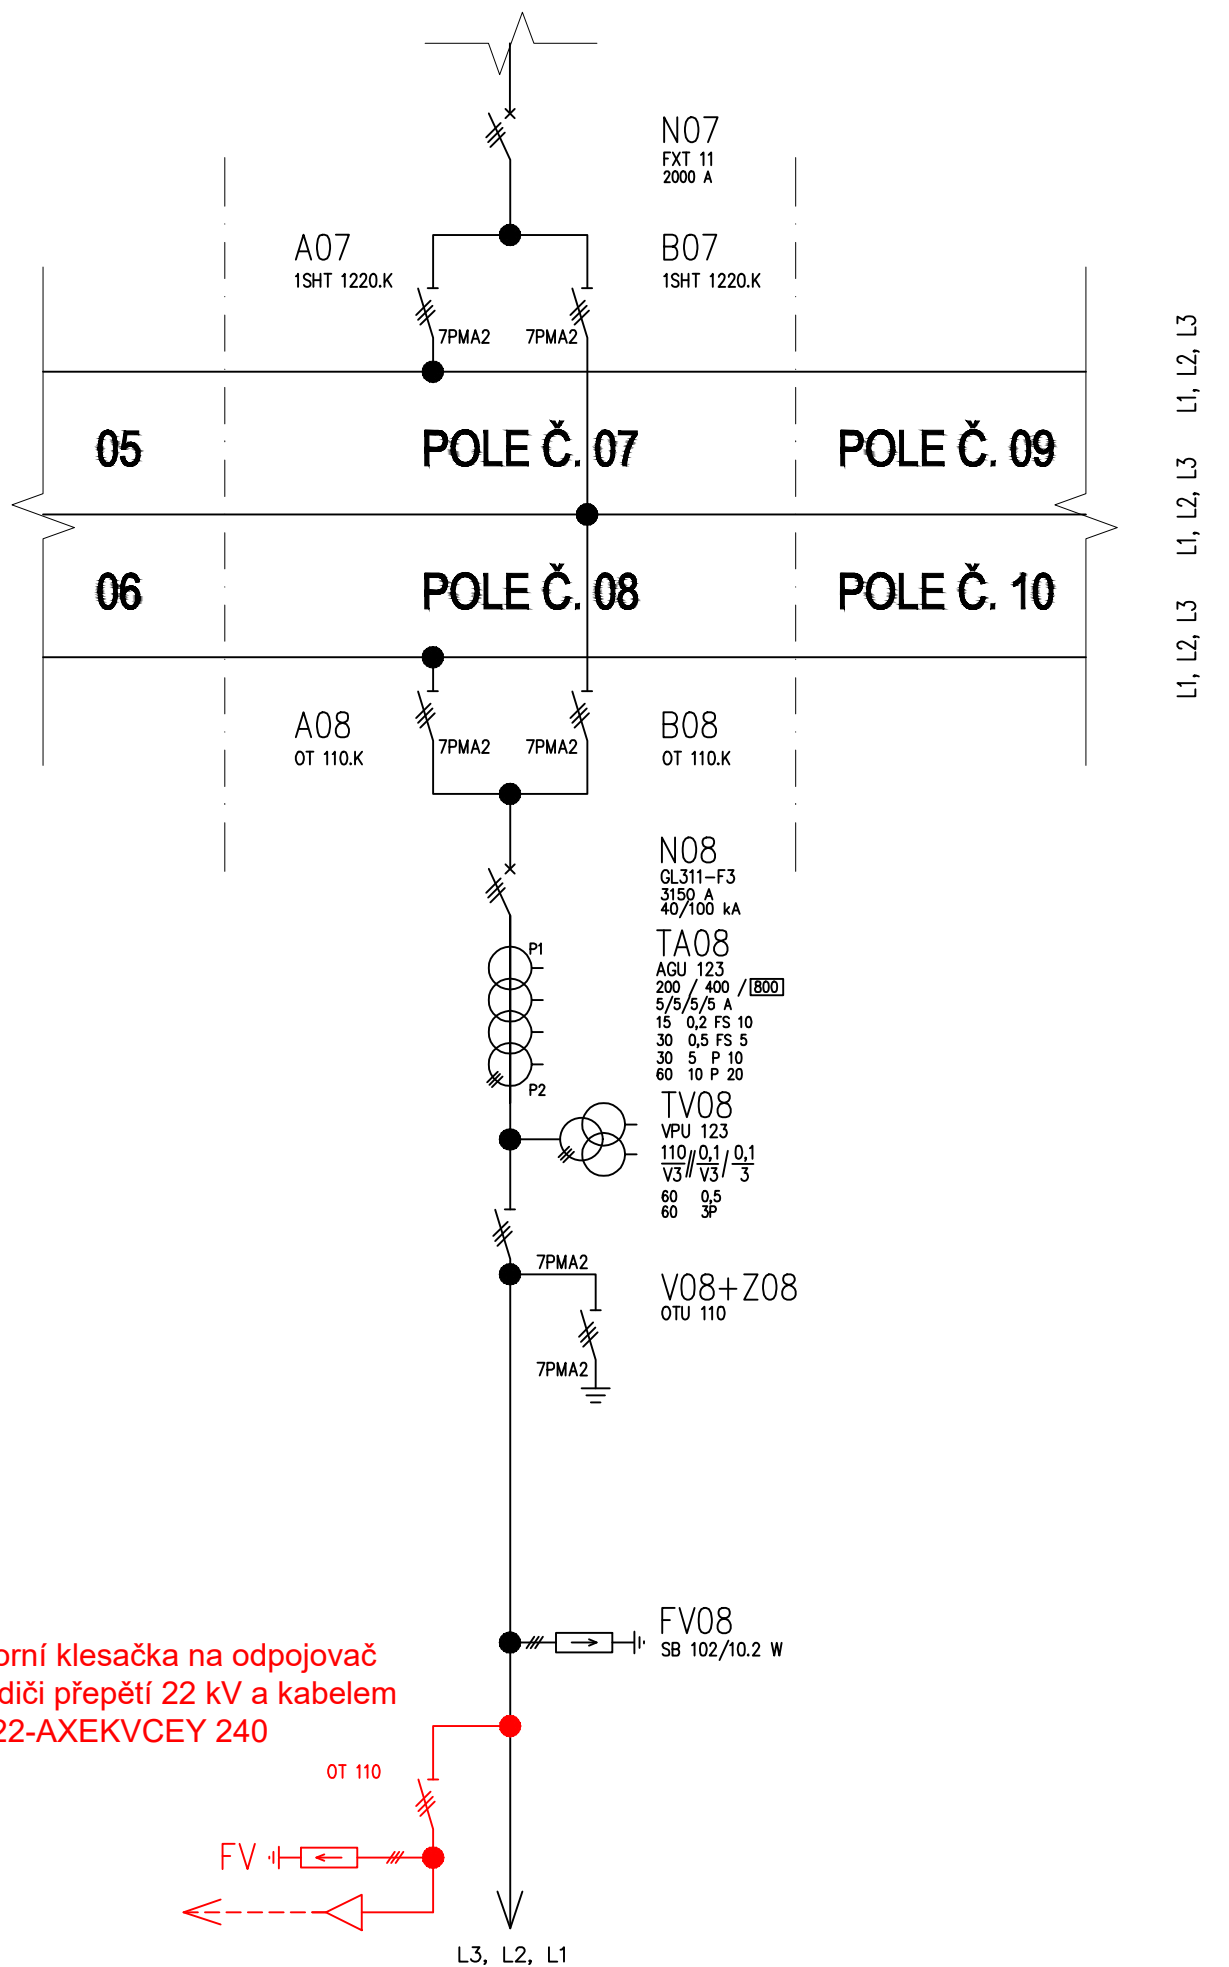 N07
FXT 11
2000 A
A07
1SHT 1220.K
B07
1SHT 1220.K
7PMA2
7PMA2
L1, L2, L3
05
POLE Č. 07
POLE Č. 09
L1, L2, L3
06
POLE Č. 08
POLE Č. 10
L1, L2, L3
A08
OT 110.K
7PMA2
7PMA2
B08
OT 110.K
N08
GL311-F3
3150 A
40/100 kA
P1
P2
TA08
AGU 123
200 / 400 / 800
5/5/5/5 A
15 0,2 FS 10
30 0,5 FS 5
30 5 P 10
60 10 P 20
TV08
VPU 123
110/V3//0,1/V3/0,1/3
60 0,5
60 3P
7PMA2
V08+Z08
OTU 110
7PMA2
FV08
SB 102/10.2 W
orní klesačka na odpojovač
diči přepětí 22 kV a kabelem
22-AXEKVCEY 240
OT 110
FV
L3, L2, L1